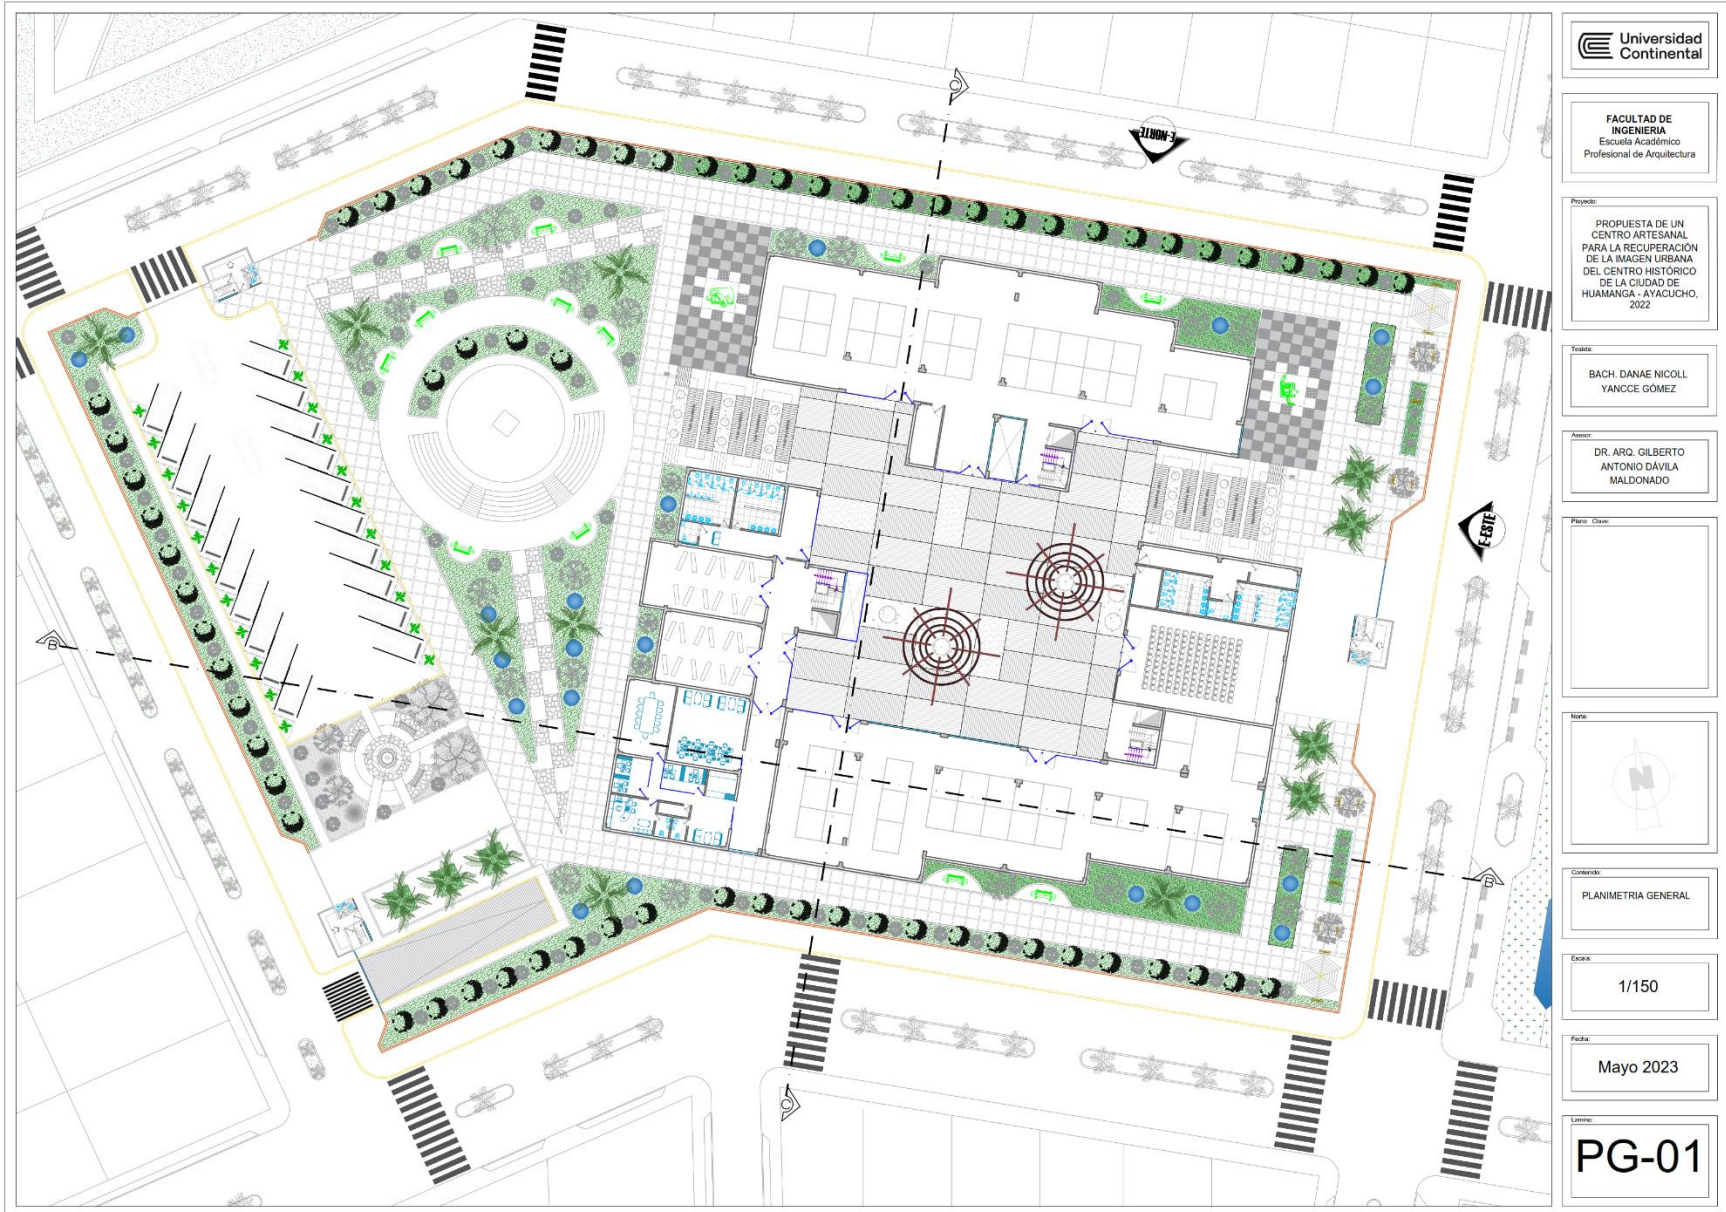 Universidad
Continental
FACULTAD DE
INGENIERIA
Escuela Académico
Profesional de Arquitectura
Proyecto:
PROPUESTA DE UN
CENTRO ARTESANAL
PARA LA RECUPERACIÓN
DE LA IMAGEN URBANA
DEL CENTRO HISTÓRICO
DE LA CIUDAD DE
HUAMANGA - AYACUCHO,
2022
Tesista:
BACH. DANAE NICOLL
YANCCE GÓMEZ
Asesor:
DR. ARQ. GILBERTO
ANTONIO DÁVILA
MALDONADO
Plano Clave:
Norte:
N
Contenido:
PLANIMETRIA GENERAL
Escala:
1/150
Fecha:
Mayo 2023
Lamina:
PG-01
C
E-NORTE
E-ESTE
B
B
C